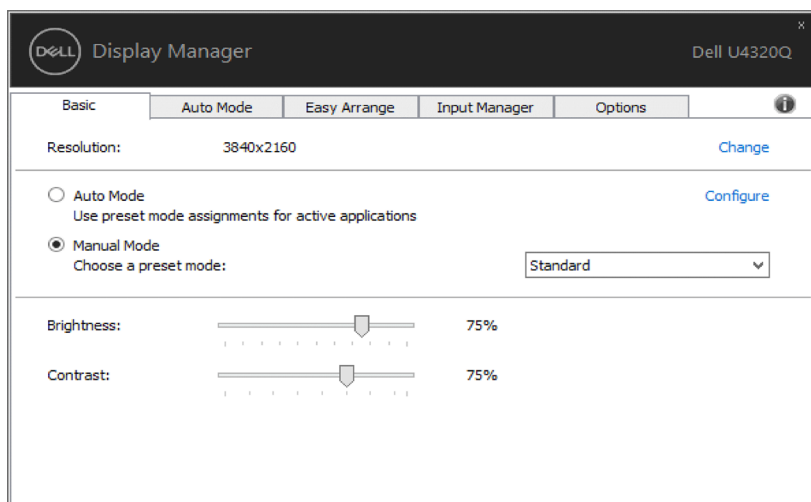 DELL Display Manager
x
Dell U4320Q
Basic Auto Mode Easy Arrange Input Manager Options i
Resolution: 3840x2160 Change
Auto Mode Configure
Use preset mode assignments for active applications
Manual Mode
Choose a preset mode: Standard
Brightness: 75%
Contrast: 75%